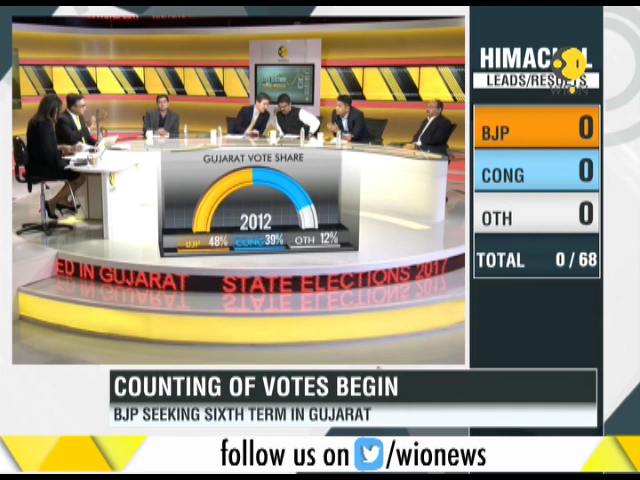 HIMACHAL
LEADS/RESULTS
WION
BJP 0
CONG 0
OTH 0
TOTAL 0 / 68
GUJARAT VOTE SHARE
2012
BJP 48% CONG 39% OTH 12%
ED IN GUJARAT STATE ELECTIONS 2017
COUNTING OF VOTES BEGIN
BJP SEEKING SIXTH TERM IN GUJARAT
follow us on /wionews